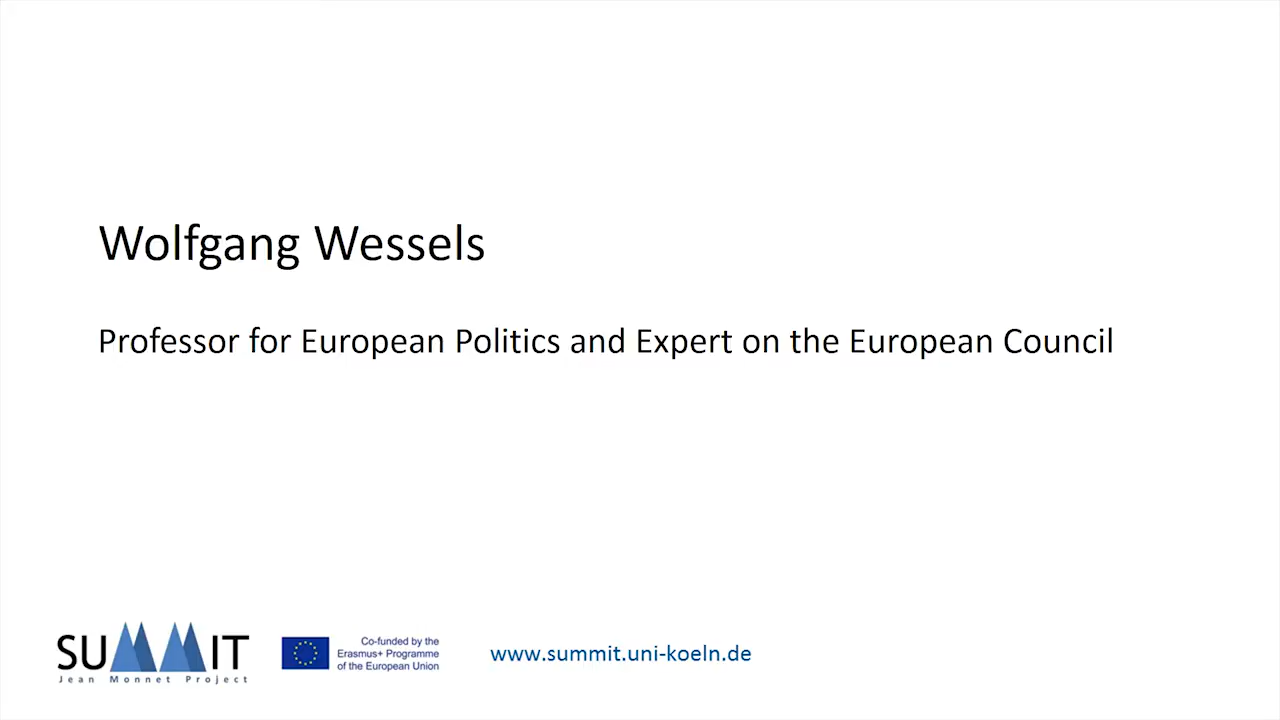 Wolfgang Wessels
Professor for European Politics and Expert on the European Council
SUMMIT
Jean Monnet Project
Co-funded by the
Erasmus+ Programme
of the European Union
www.summit.uni-koeln.de